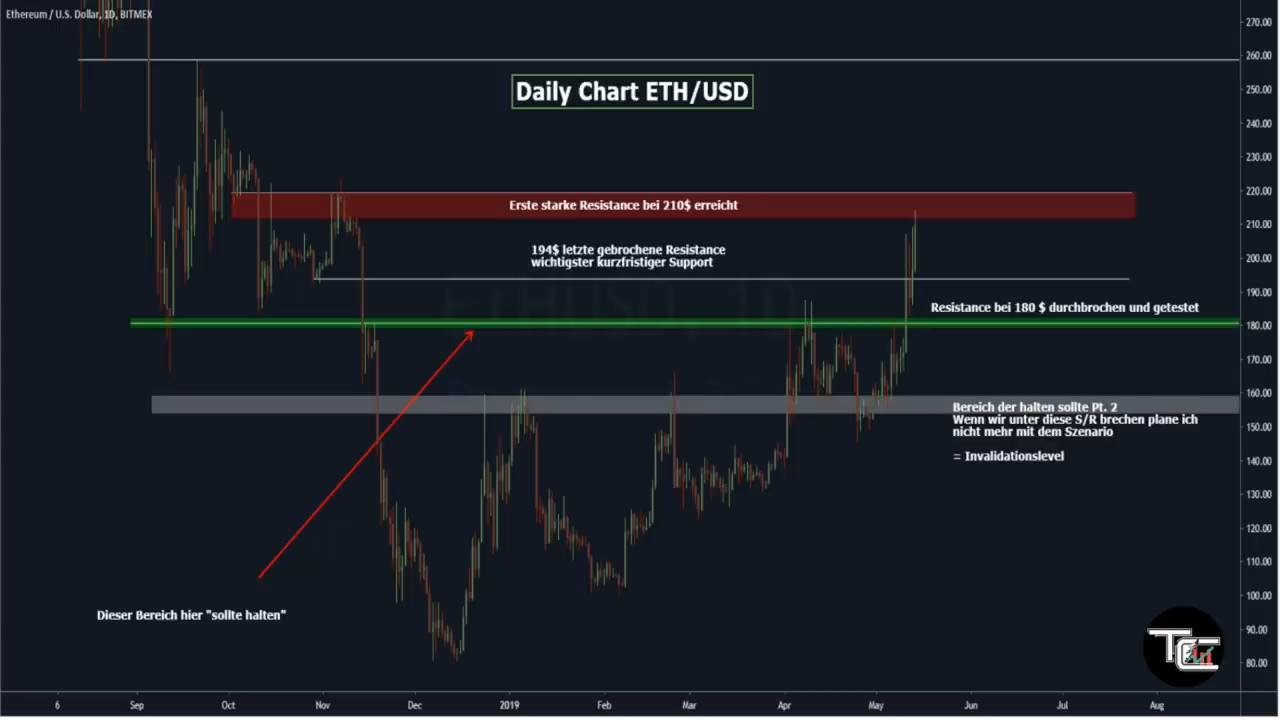 Ethereum / U.S. Dollar, 1D, BITMEX
270.00
260.00
Daily Chart ETH/USD
250.00
240.00
230.00
220.00
Erste starke Resistance bei 210$ erreicht
210.00
194$ letzte gebrochene Resistance
wichtigster kurzfristiger Support
200.00
ETHUSD, 1D
190.00
Resistance bei 180 $ durchbrochen und getestet
180.00
170.00
160.00
Bereich der halten sollte Pt. 2
Wenn wir unter diese S/R brechen plane ich
nicht mehr mit dem Szenario
150.00
= Invalidationslevel
140.00
130.00
120.00
110.00
100.00
Dieser Bereich hier "sollte halten"
90.00
80.00
TC
6 Sep Oct Nov Dec 2019 Feb Mar Apr May Jun Jul Aug